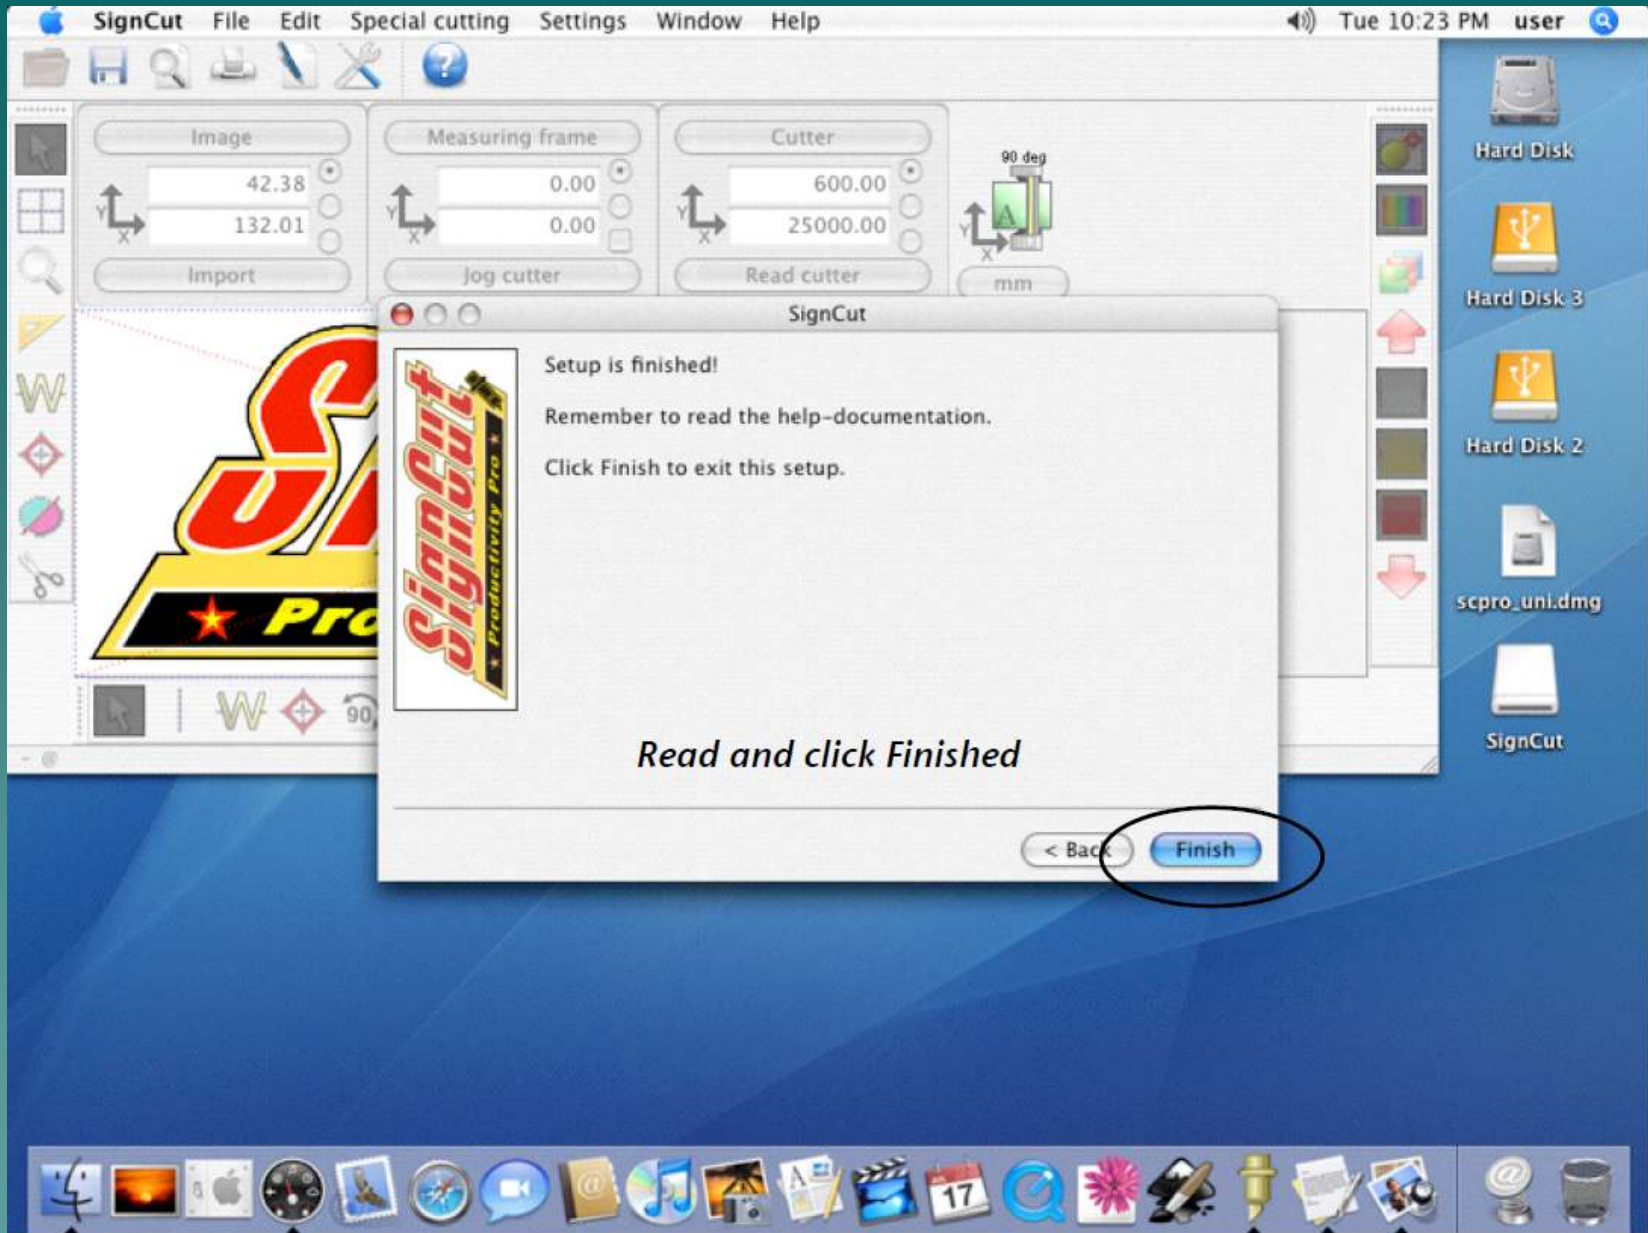 SignCut File Edit Special cutting Settings Window Help Tue 10:23 PM user
Image Measuring frame Cutter
42.38 0.00 600.00
132.01 0.00 25000.00
Y X Y X Y X
Import Jog cutter Read cutter
90 deg
A
Y
X
mm
Hard Disk
Hard Disk 3
Hard Disk 2
scpro_uni.dmg
SignCut
SignCut
Setup is finished!
Remember to read the help-documentation.
Click Finish to exit this setup.
SignCut
Productivity Pro
Pro
90
Read and click Finished
< Back Finish
17